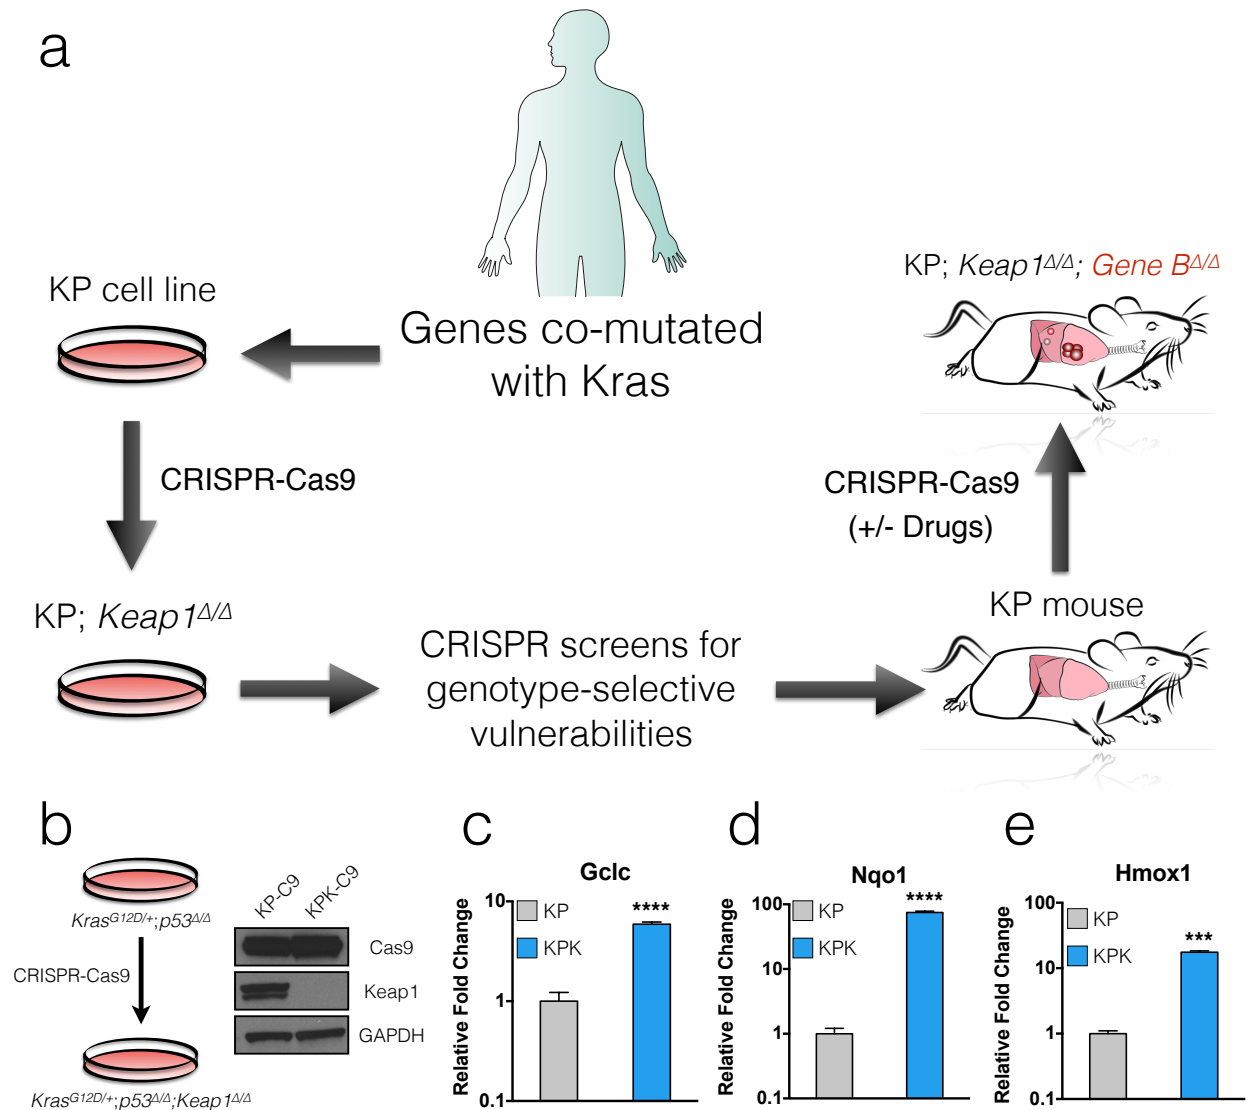 a
KP cell line
Genes co-mutated
with Kras
KP; Keap1Δ/Δ; Gene BΔ/Δ
CRISPR-Cas9
CRISPR-Cas9
(+/- Drugs)
KP; Keap1Δ/Δ
CRISPR screens for
genotype-selective
vulnerabilities
KP mouse
b
KrasG12D/+;p53Δ/Δ
CRISPR-Cas9
KrasG12D/+;p53Δ/Δ;Keap1Δ/Δ
KP-C9
KPK-C9
Cas9
Keap1
GAPDH
c
Gclc
Relative Fold Change
10
1
0.1
KP
KPK
****
d
Nqo1
Relative Fold Change
100
10
1
0.1
KP
KPK
****
e
Hmox1
Relative Fold Change
100
10
1
0.1
KP
KPK
***